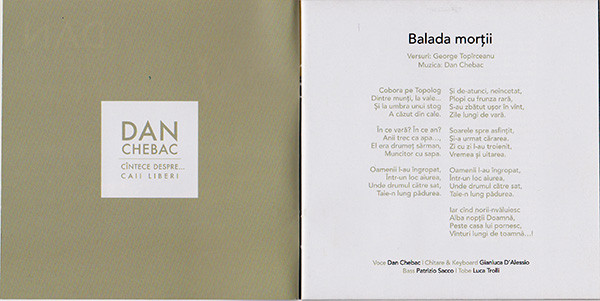 DAN
CHEBAC
CÎNTECE DESPRE...
CAII LIBERI
Balada morţii
Versuri: George Topîrceanu
Muzica: Dan Chebac
Cobora pe Topolog
Dintre munţi, la vale...
Şi la umbra unui stog
A căzut din cale.
În ce vară? În ce an?
Anii trec ca apa....
El era drumeţ sărman,
Muncitor cu sapa.
Oamenii l-au îngropat,
Într-un loc aiurea,
Unde drumul către sat,
Taie-n lung pădurea.
Şi de-atunci, neîncetat,
Plopi cu frunza rară,
S-au zbătut uşor în vînt,
Zile lungi de vară.
Soarele spre asfinţit,
Şi-a urmat cărarea.
Zi cu zi l-au troienit,
Vremea şi uitarea.
Oamenii l-au îngropat,
Într-un loc aiurea,
Unde drumul către sat,
Taie-n lung pădurea.
Iar cînd norii-nvăluiesc
Alba nopţii Doamnă,
Peste casa lui pornesc,
Vînturi lungi de toamnă...!
Voce Dan Chebac | Chitare & Keyboard Gianluca D'Alessio
Bass Patrizio Sacco | Tobe Luca Trolli